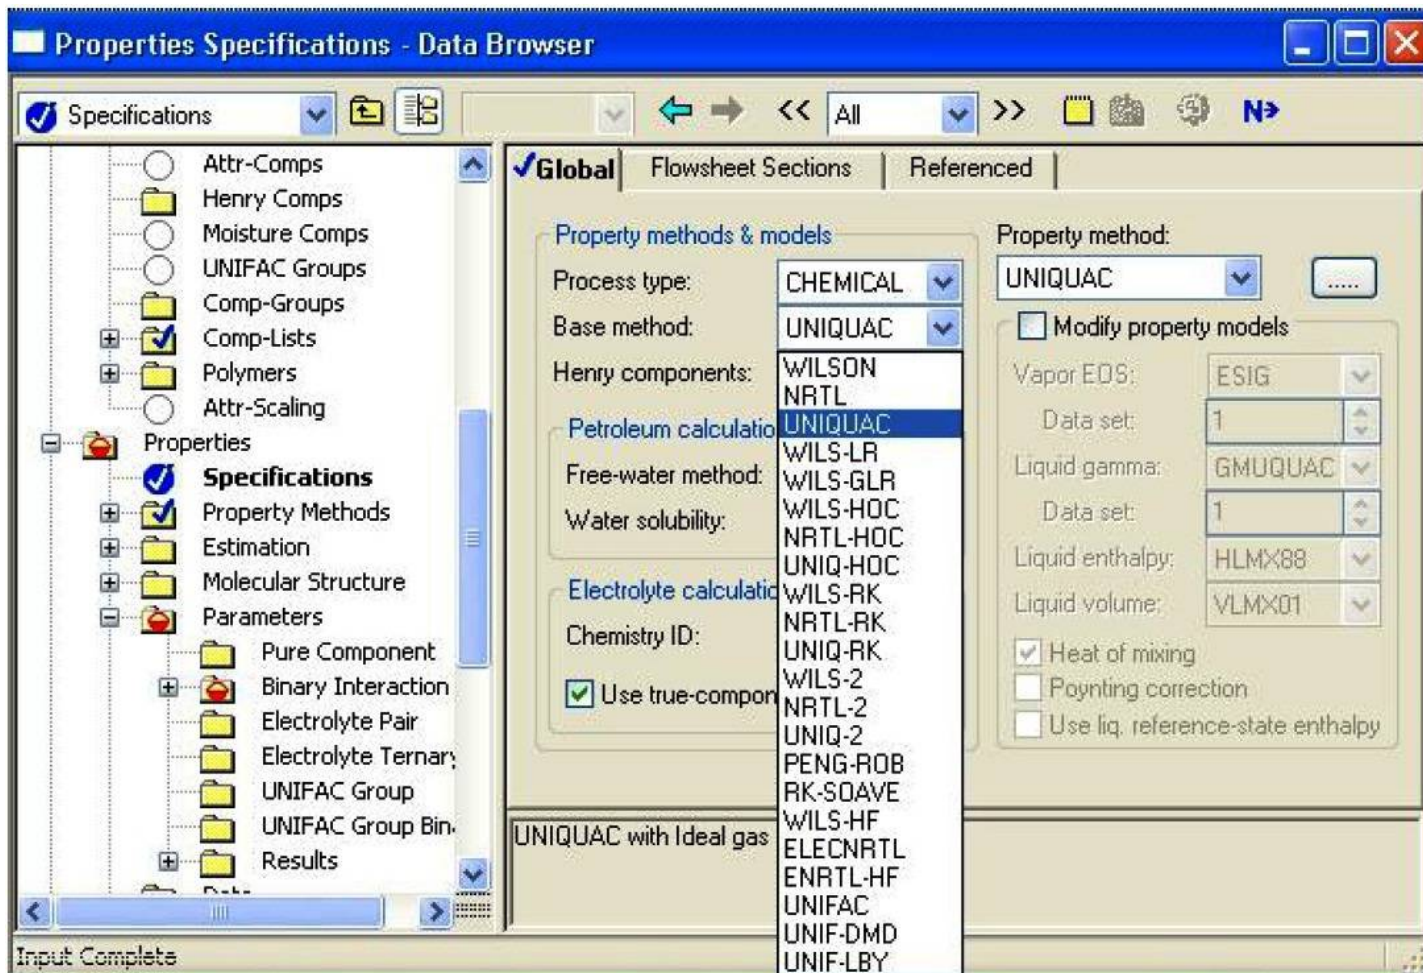 Properties Specifications - Data Browser
Specifications
<<
All
>>
N
Attr-Comps
Henry Comps
Moisture Comps
UNIFAC Groups
Comp-Groups
Comp-Lists
Polymers
Attr-Scaling
Properties
Specifications
Property Methods
Estimation
Molecular Structure
Parameters
Pure Component
Binary Interaction
Electrolyte Pair
Electrolyte Ternary
UNIFAC Group
UNIFAC Group Bin
Results
Global
Flowsheet Sections
Referenced
Property methods & models
Process type:
CHEMICAL
Base method:
UNIQUAC
Henry components:
Petroleum calculatio
Free-water method:
Water solubility:
Electrolyte calculatio
Chemistry ID:
Use true-compon
WILSON
NRTL
UNIQUAC
WILS-LR
WILS-GLR
WILS-HOC
NRTL-HOC
UNIQ-HOC
WILS-RK
NRTL-RK
UNIQ-RK
WILS-2
NRTL-2
UNIQ-2
PENG-ROB
RK-SOAVE
WILS-HF
ELECNRTL
ENRTL-HF
UNIFAC
UNIF-DMD
UNIF-LBY
Property method:
UNIQUAC
.....
Modify property models
Vapor EOS:
ESIG
Data set:
1
Liquid gamma:
GMUQUAC
Data set:
1
Liquid enthalpy:
HLMX88
Liquid volume:
VLMX01
Heat of mixing
Poynting correction
Use liq. reference-state enthalpy
UNIQUAC with Ideal gas
Input Complete